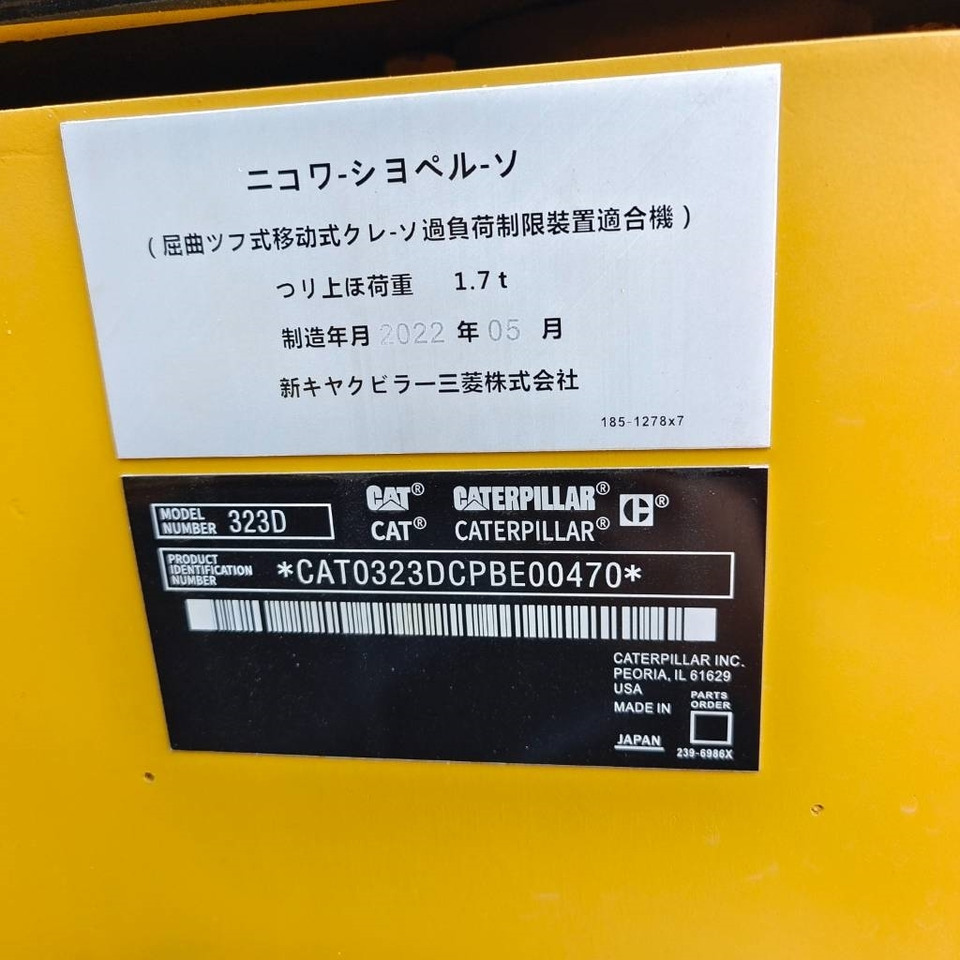 ニコワ-シヨペル-ソ
(屈曲ツフ式移动式クレ-ソ過負荷制限裝置適合機)
つリ上ほ荷重 1.7 t
制造年月 2022 年 05 月
新キヤクビラー三菱株式会社
185-1278x7
CAT® CATERPILLAR® C®
MODEL NUMBER 323D
CAT® CATERPILLAR®
PRODUCT IDENTIFICATION NUMBER *CAT0323DCPBE00470*
CATERPILLAR INC.
PEORIA, IL 61629
USA
MADE IN
JAPAN
PARTS
ORDER
239-6986X